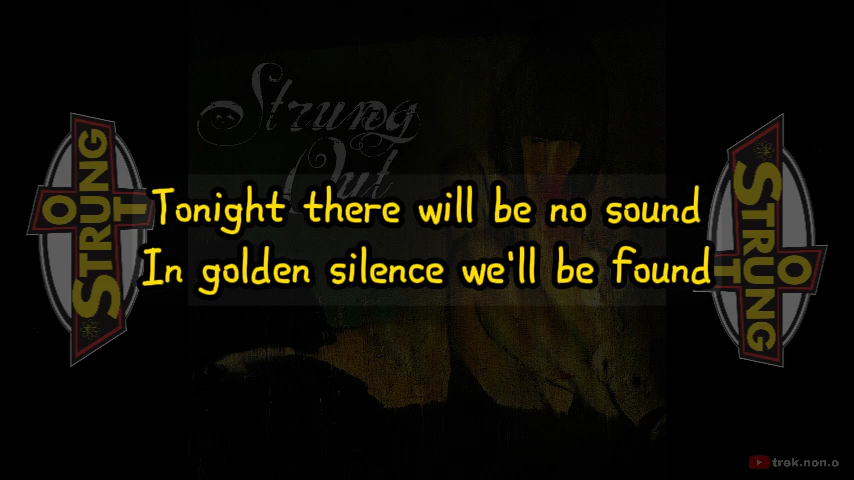 Strung
Out
STRUNG
OUT
Tonight there will be no sound
In golden silence we'll be found
STRUNG
OUT
trek.non.o